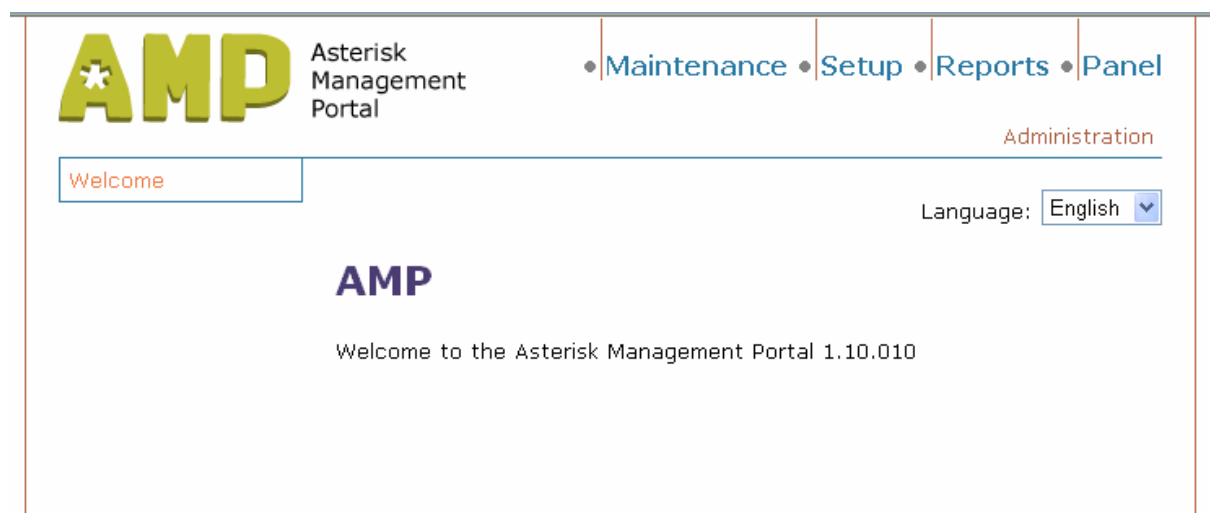 AMP
Asterisk
Management
Portal
Maintenance Setup Reports Panel
Administration
Welcome
Language: English
AMP
Welcome to the Asterisk Management Portal 1.10.010